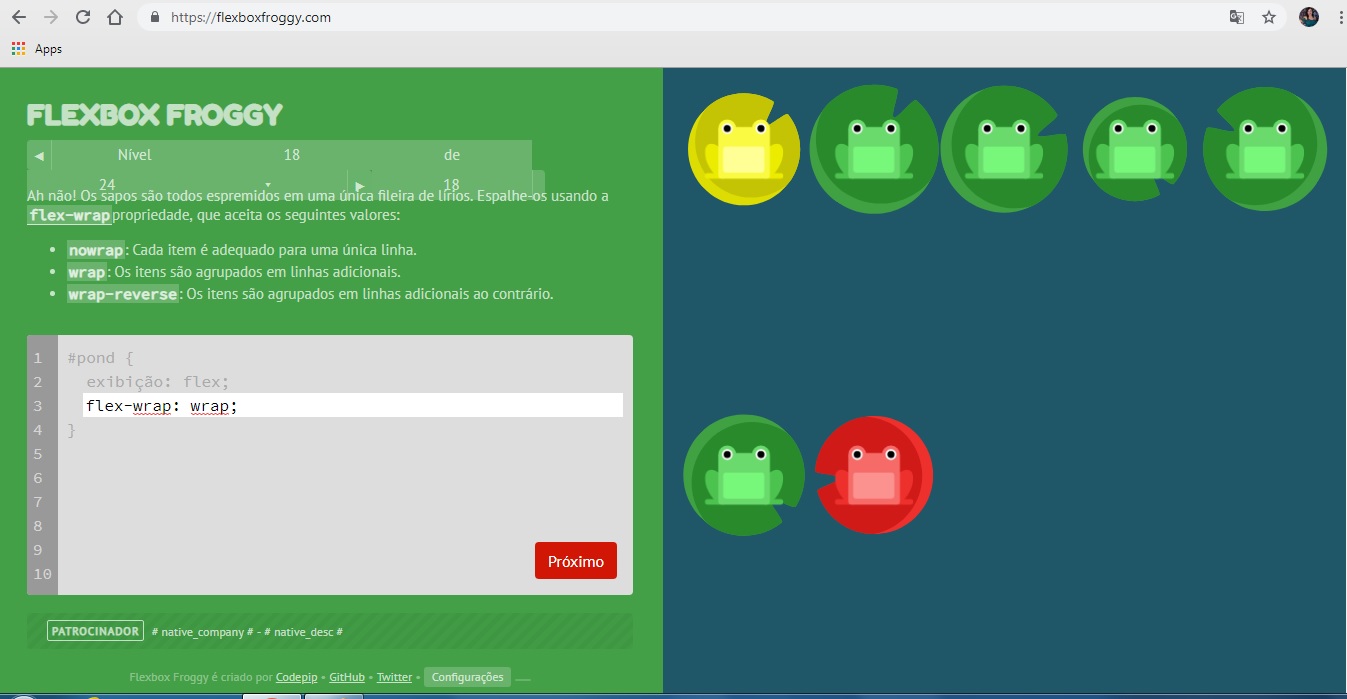 https://flexboxfroggy.com
Apps
FLEXBOX FROGGY
◀ Nível 18 de
24 ▾ ▶ 18
Ah não! Os sapos são todos espremidos em uma única fileira de lírios. Espalhe-os usando a
flex-wrap propriedade, que aceita os seguintes valores:
• nowrap: Cada item é adequado para uma única linha.
• wrap: Os itens são agrupados em linhas adicionais.
• wrap-reverse: Os itens são agrupados em linhas adicionais ao contrário.
1 #pond {
2 exibição: flex;
3 flex-wrap: wrap;
4 }
5
6
7
8
9
10
Próximo
PATROCINADOR # native_company # - # native_desc #
Flexbox Froggy é criado por Codepip • GitHub • Twitter • Configurações